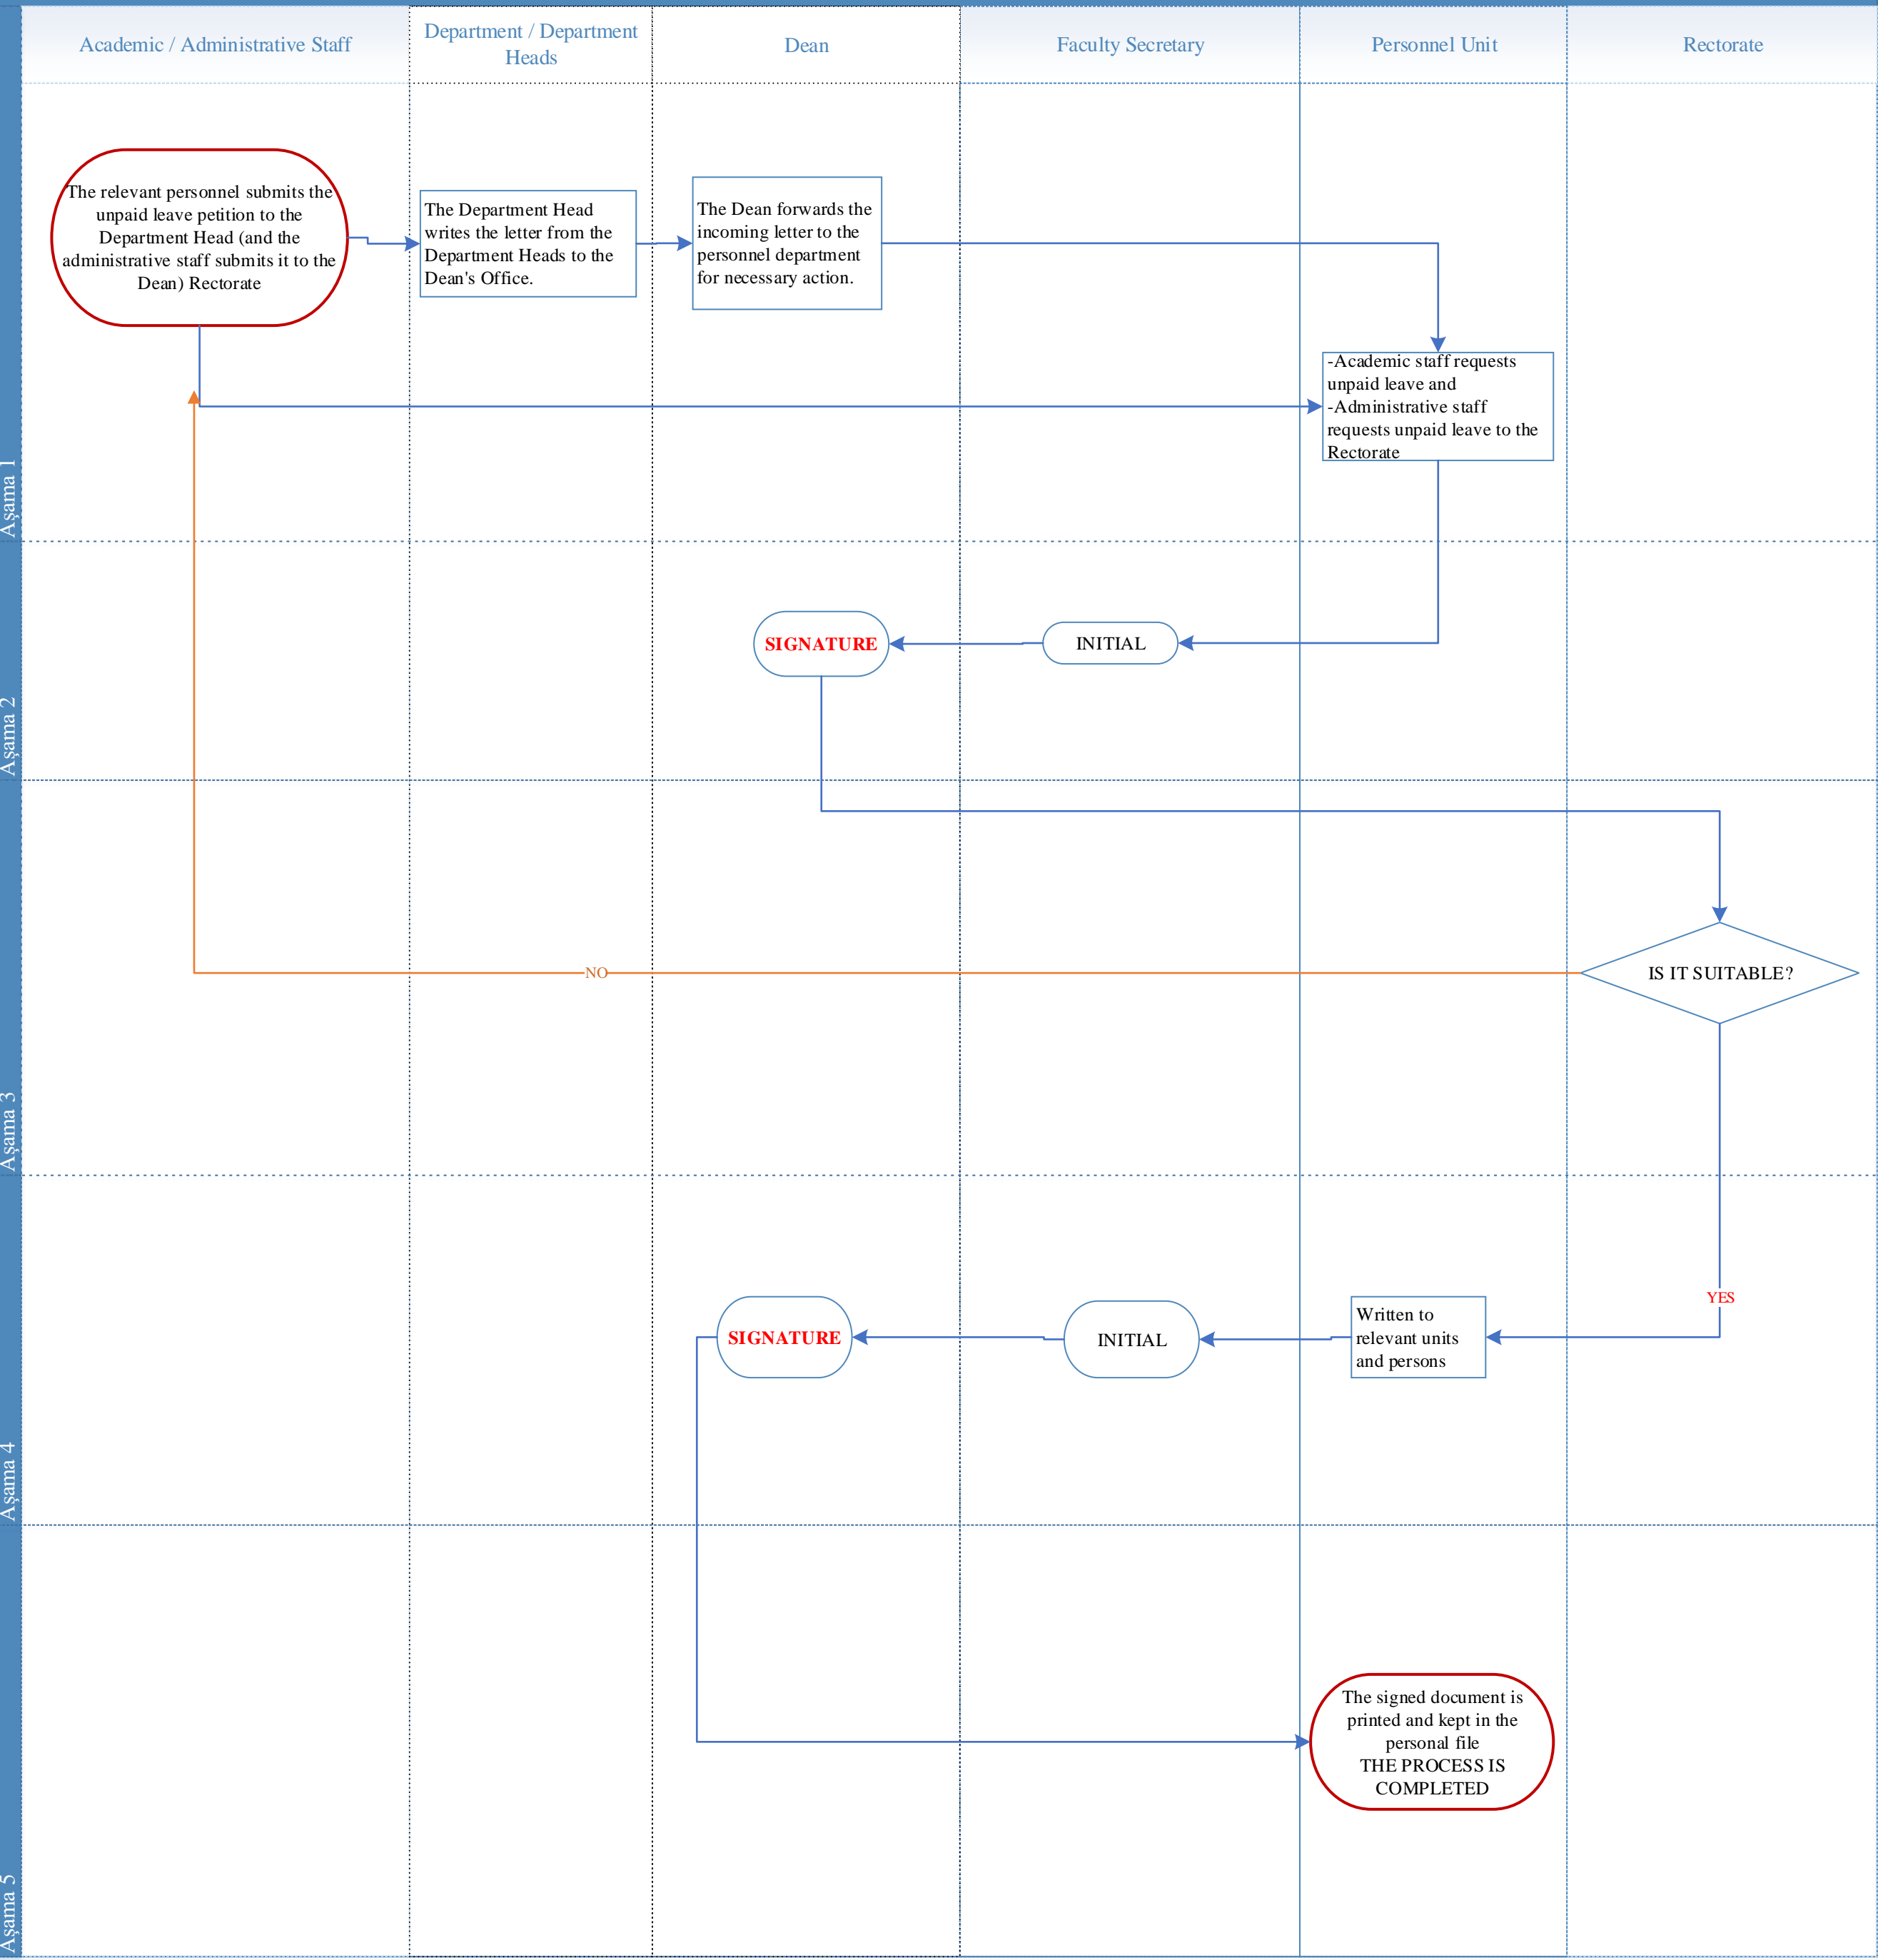 Academic / Administrative Staff
Department / Department
Heads
Dean
Faculty Secretary
Personnel Unit
Rectorate
Aşama 1
The relevant personnel submits the
unpaid leave petition to the
Department Head (and the
administrative staff submits it to the
Dean) Rectorate
The Department Head
writes the letter from the
Department Heads to the
Dean's Office.
The Dean forwards the
incoming letter to the
personnel department
for necessary action.
-Academic staff requests
unpaid leave and
-Administrative staff
requests unpaid leave to the
Rectorate
Aşama 2
SIGNATURE
INITIAL
Aşama 3
NO
IS IT SUITABLE?
Aşama 4
YES
SIGNATURE
INITIAL
Written to
relevant units
and persons
Aşama 5
The signed document is
printed and kept in the
personal file
THE PROCESS IS
COMPLETED